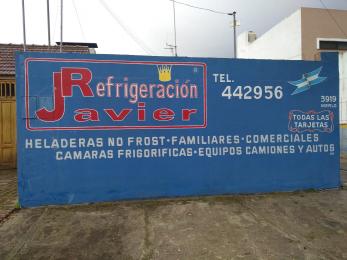 JR Refrigeración
Javier
TEL.
442956
3919
TODAS LAS
TARJETAS
HELADERAS NO FROST · FAMILIARES · COMERCIALES
CAMARAS FRIGORIFICAS · EQUIPOS CAMIONES Y AUTOS